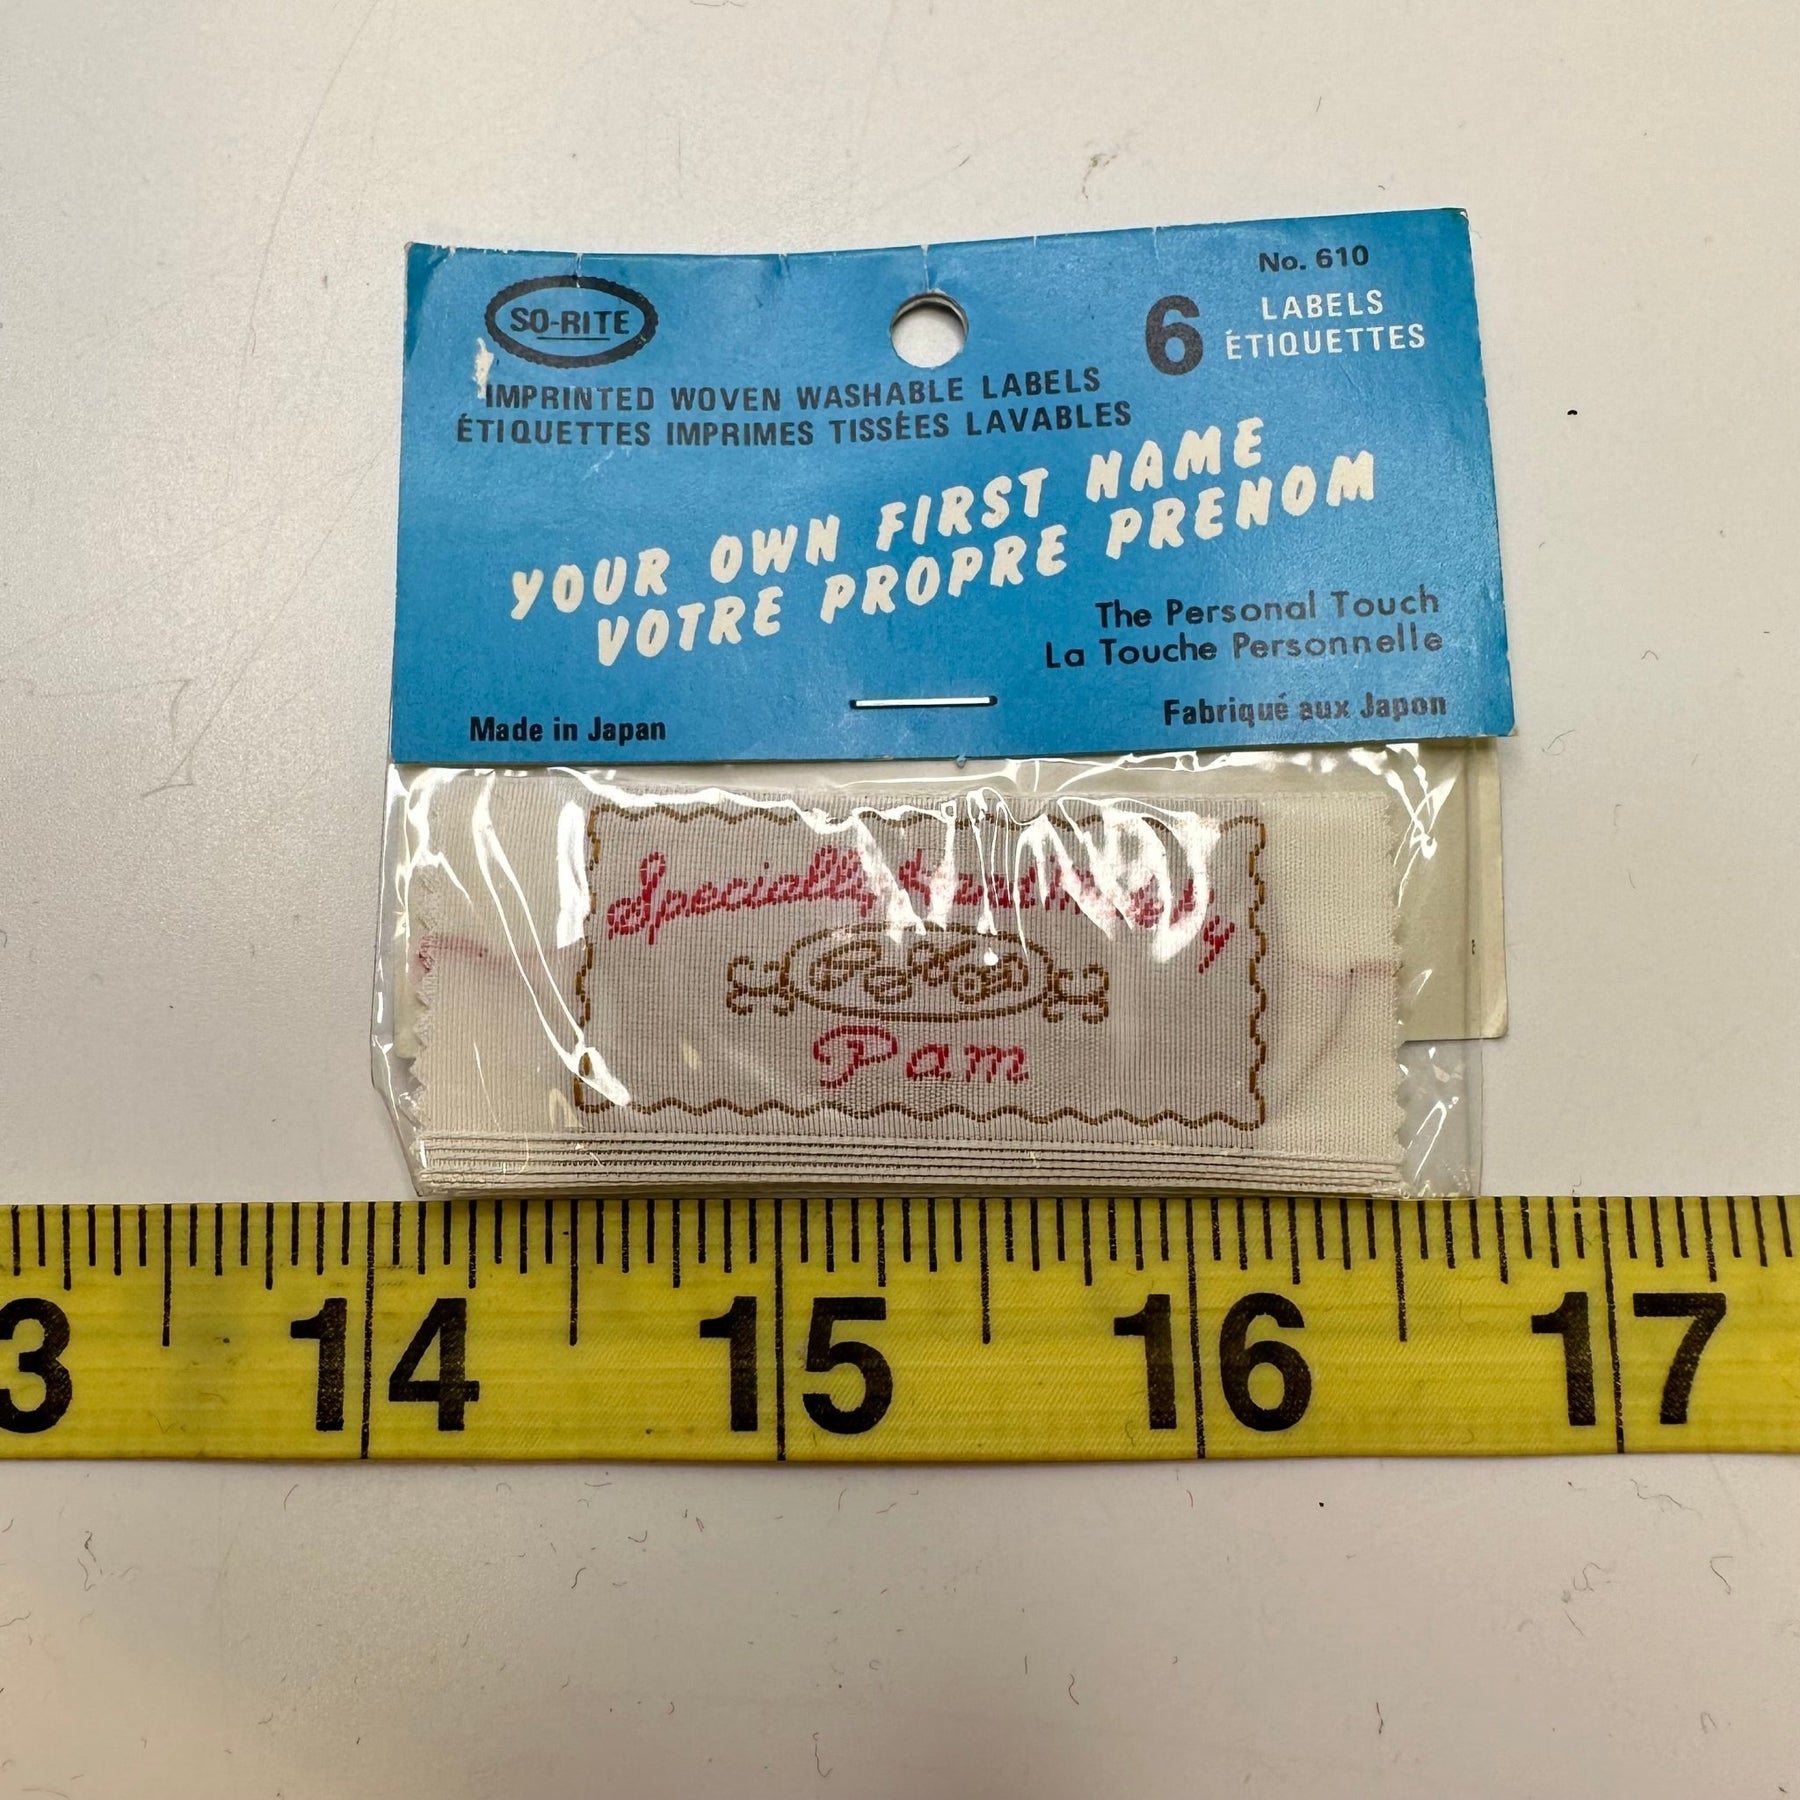 No. 610
SO-RITE
6 LABELS
ÉTIQUETTES
IMPRINTED WOVEN WASHABLE LABELS
ÉTIQUETTES IMPRIMES TISSÉES LAVABLES
YOUR OWN FIRST NAME
VOTRE PROPRE PRENOM
The Personal Touch
La Touche Personnelle
Made in Japan
Fabriqué aux Japon
Specially by
Pam
3 14 15 16 17